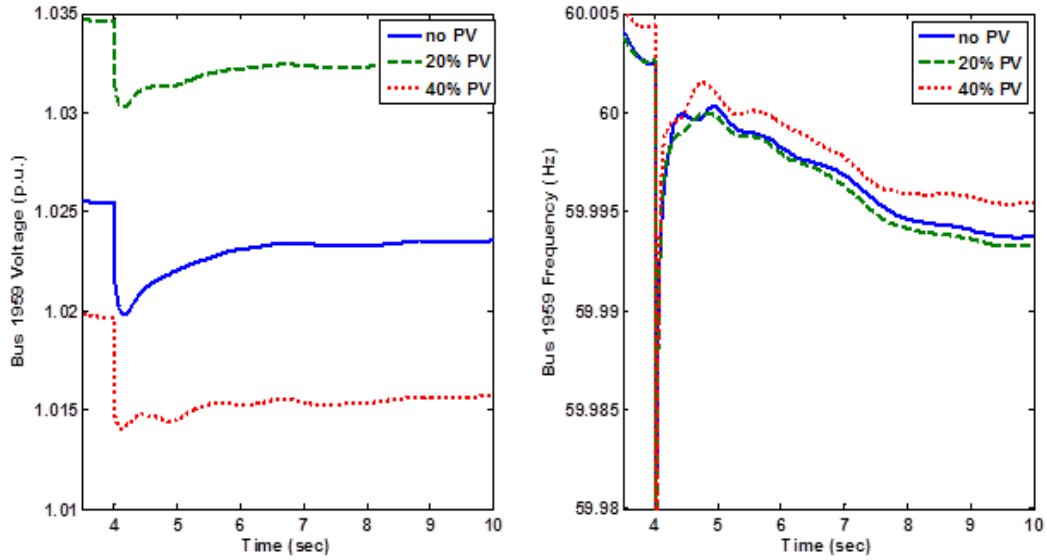 1.035
1.03
1.025
1.02
1.015
1.01
Bus 1959 Voltage (p.u.)
no PV
20% PV
40% PV
4 5 6 7 8 9 10
Time (sec)
60.005
60
59.995
59.99
59.985
59.98
Bus 1959 Frequency (Hz)
no PV
20% PV
40% PV
4 5 6 7 8 9 10
Time (sec)